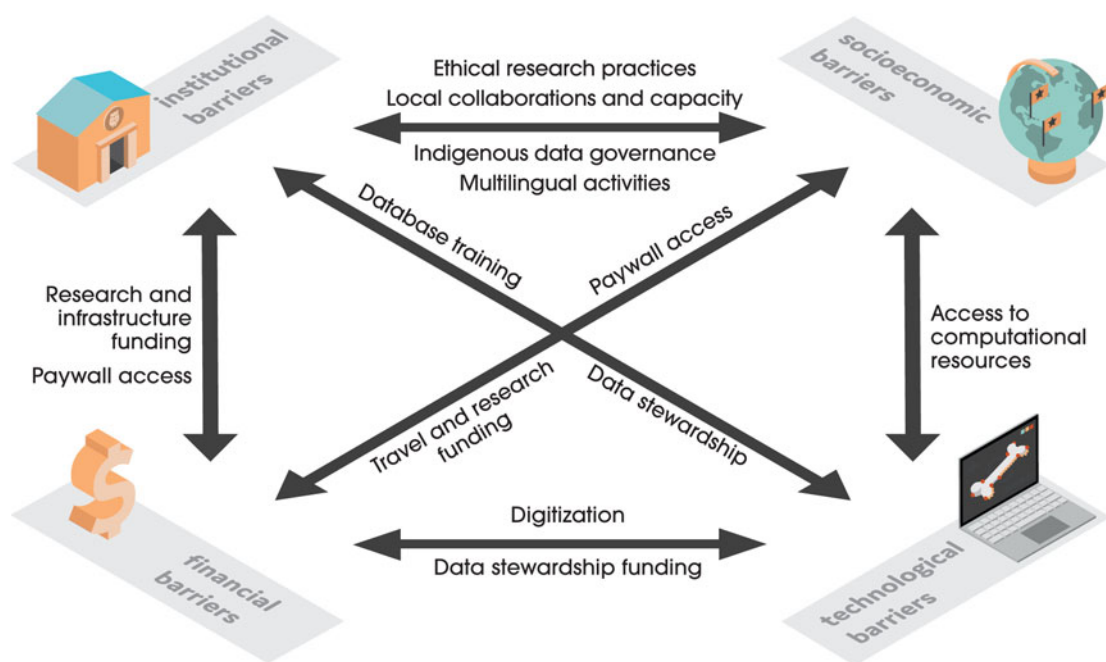 institutional
barriers
socioeconomic
barriers
Ethical research practices
Local collaborations and capacity
Indigenous data governance
Multilingual activities
Database training
Paywall access
Research and
infrastructure
funding
Paywall access
Access to
computational
resources
Travel and research
funding
Data stewardship
Digitization
Data stewardship funding
financial
barriers
technological
barriers